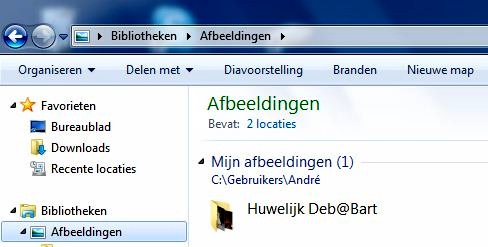 Bibliotheken Afbeeldingen
Organiseren Delen met Diavoorstelling Branden Nieuwe map
Favorieten
Bureaublad
Downloads
Recente locaties
Bibliotheken
Afbeeldingen
Afbeeldingen
Bevat: 2 locaties
Mijn afbeeldingen (1)
C:\Gebruikers\André
Huwelijk Deb@Bart